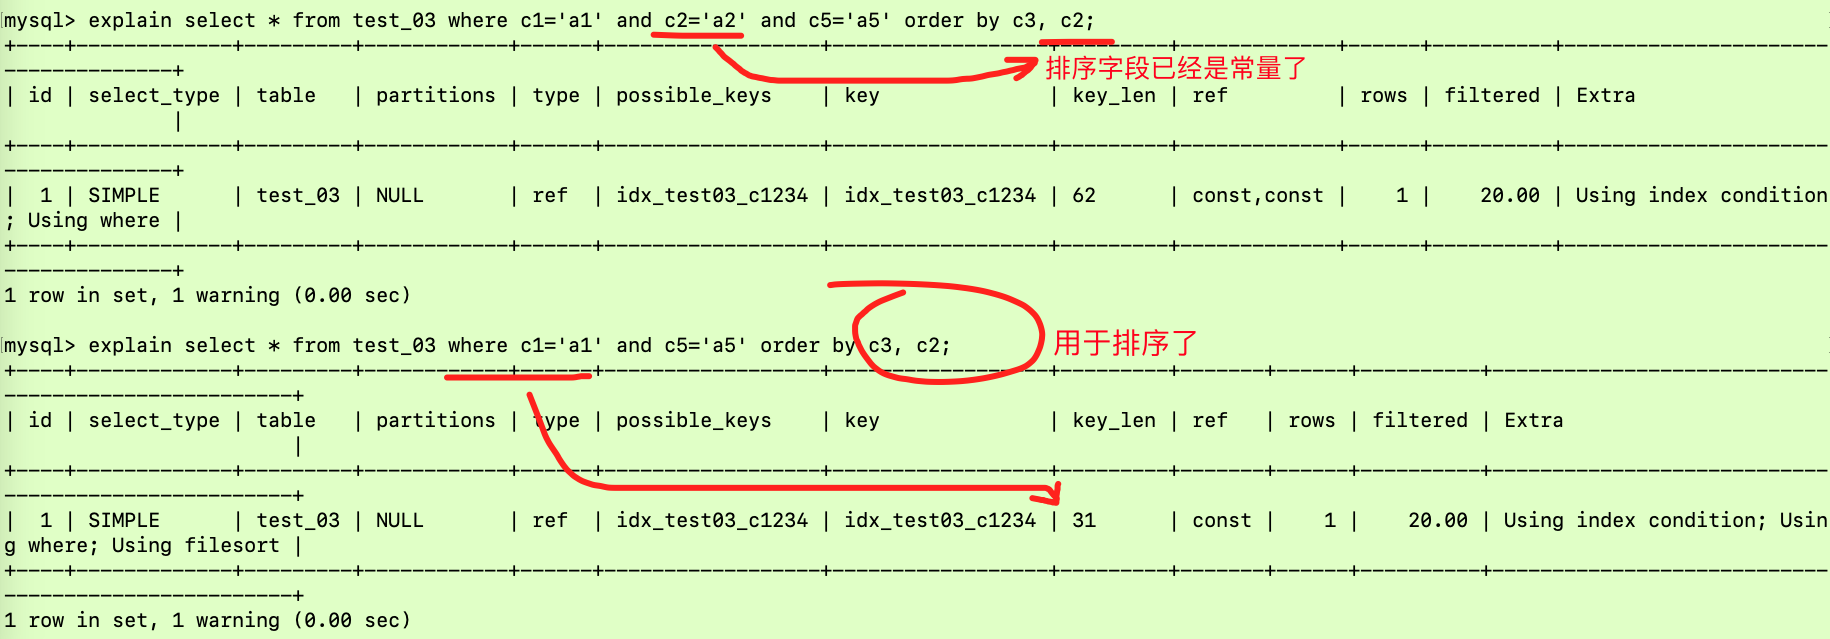 mysql> explain select * from test_03 where c1='a1' and c2='a2' and c5='a5' order by c3, c2;
+----+-------------+---------+------------+------+-----------------+-----------------+---------+-------------+------+----------+---------------------
--------------+
排序字段已经是常量了
| id | select_type | table   | partitions | type | possible_keys   | key             | key_len | ref         | rows | filtered | Extra
              |
+----+-------------+---------+------------+------+-----------------+-----------------+---------+-------------+------+----------+---------------------
--------------+
|  1 | SIMPLE      | test_03 | NULL       | ref  | idx_test03_c1234 | idx_test03_c1234 | 62      | const,const |    1 |    20.00 | Using index condition
; Using where |
+----+-------------+---------+------------+------+-----------------+-----------------+---------+-------------+------+----------+---------------------
--------------+
1 row in set, 1 warning (0.00 sec)
mysql> explain select * from test_03 where c1='a1' and c5='a5' order by c3, c2;
用于排序了
+----+-------------+---------+------------+------+-----------------+-----------------+---------+-------+------+----------+---------------------------
------------------------+
| id | select_type | table   | partitions | type | possible_keys   | key             | key_len | ref   | rows | filtered | Extra
                        |
+----+-------------+---------+------------+------+-----------------+-----------------+---------+-------+------+----------+---------------------------
------------------------+
|  1 | SIMPLE      | test_03 | NULL       | ref  | idx_test03_c1234 | idx_test03_c1234 | 31      | const |    1 |    20.00 | Using index condition; Usin
g where; Using filesort |
+----+-------------+---------+------------+------+-----------------+-----------------+---------+-------+------+----------+---------------------------
------------------------+
1 row in set, 1 warning (0.00 sec)